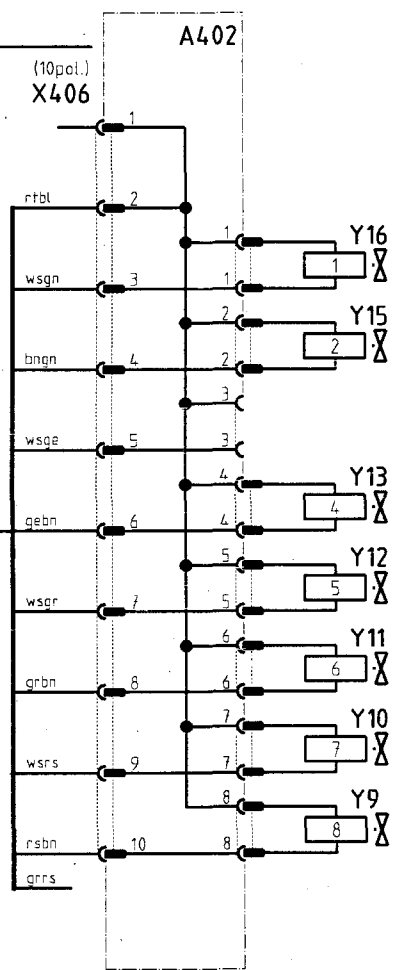 A402
(10pol.)
X406
1
rtbl 2
1 Y16
1
wsgn 3 1
2 Y15
2
bngn 4 2
3
wsge 5 3
4 Y13
4
gebn 6 4
5 Y12
5
wsgr 7 5
6 Y11
6
grbn 8 6
7 Y10
7
wsrs 9 7
8 Y9
8
rsbn 10 8
grrs